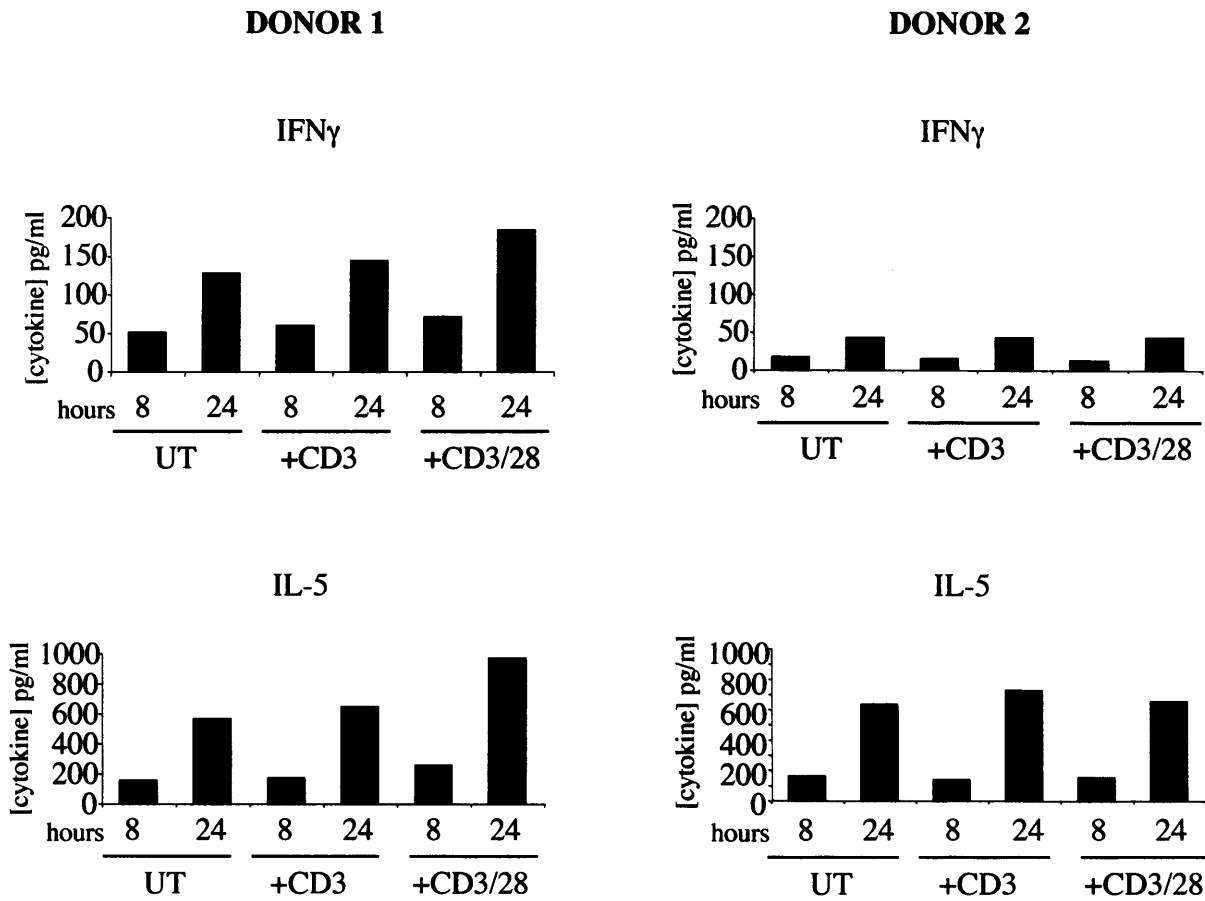 DONOR 1
DONOR 2
IFNγ
[cytokine] pg/ml
200
150
100
50
0
hours 8 24 8 24 8 24
UT +CD3 +CD3/28
IFNγ
[cytokine] pg/ml
200
150
100
50
0
hours 8 24 8 24 8 24
UT +CD3 +CD3/28
IL-5
[cytokine] pg/ml
1000
800
600
400
200
0
hours 8 24 8 24 8 24
UT +CD3 +CD3/28
IL-5
[cytokine] pg/ml
1000
800
600
400
200
0
hours 8 24 8 24 8 24
UT +CD3 +CD3/28